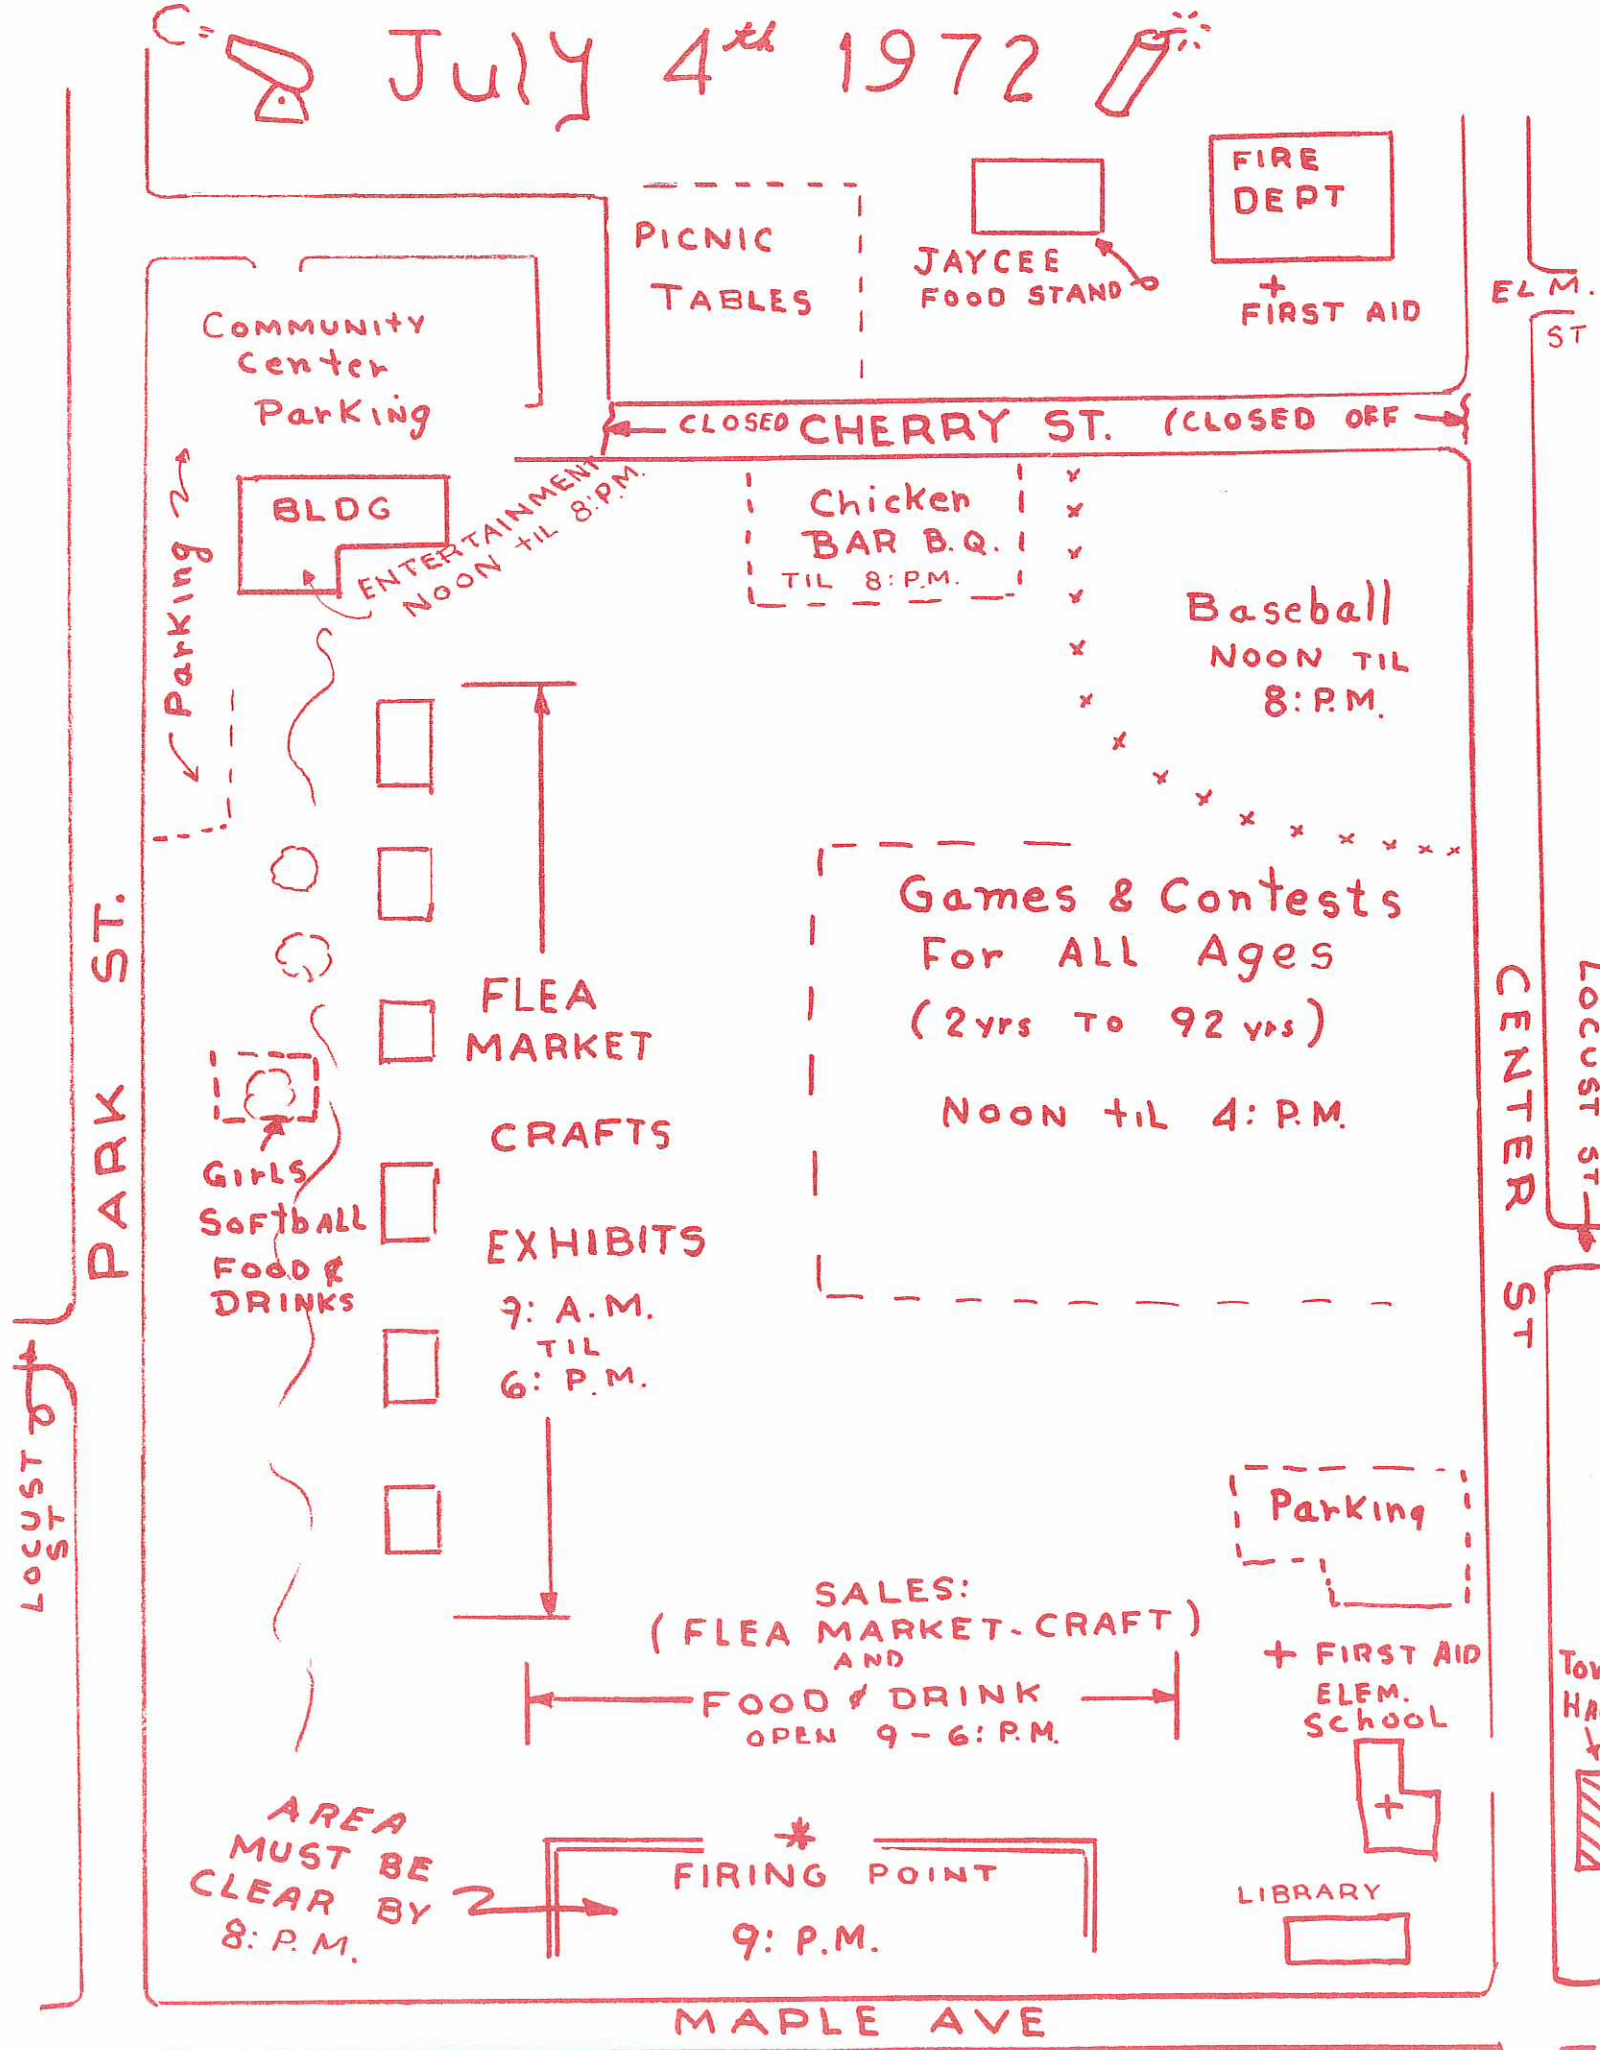 July 4th 1972
FIRE
DEPT
+
FIRST AID
JAYCEE
FOOD STAND
PICNIC
TABLES
ELM.
ST
Community
Center
Parking
CLOSED CHERRY ST. (CLOSED OFF
Parking
BLDG
ENTERTAINMENT
NOON tIL 8:P.M.
Chicken
BAR B.Q.
TIL 8:P.M.
Baseball
NOON TIL
8:P.M.
Games & Contests
For ALL Ages
(2yrs TO 92 yrs)
NOON tIL 4:P.M.
PARK ST.
FLEA
MARKET
CRAFTS
EXHIBITS
9:A.M.
TIL
6:P.M.
GirLS
SOFtbALL
FOOD &
DRINKS
CENTER ST
LOCUST ST
LOCUST
ST
Parking
SALES:
(FLEA MARKET-CRAFT)
AND
FOOD & DRINK
OPEN 9-6:P.M.
+ FIRST AID
ELEM.
SchOOL
+
AREA
MUST BE
CLEAR BY
8:P.M.
FIRING POINT
9:P.M.
LIBRARY
MAPLE AVE